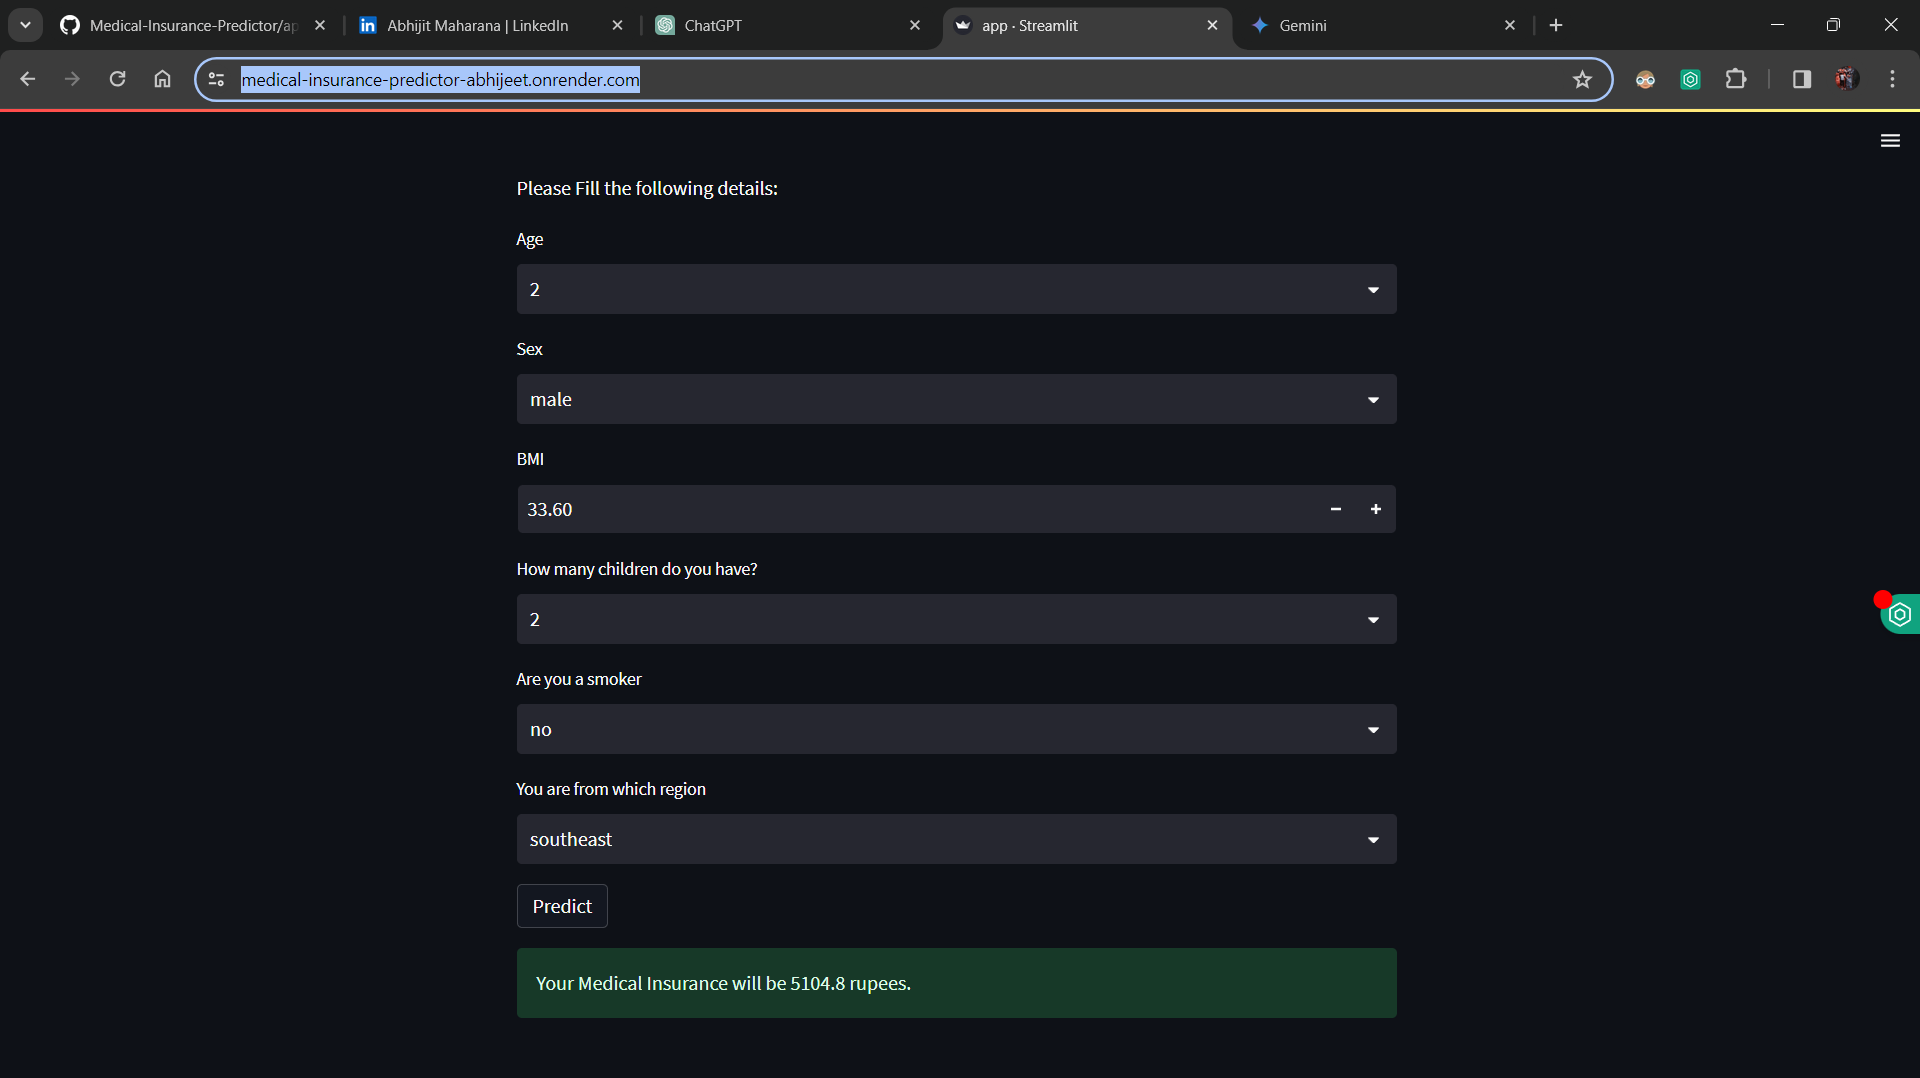 Medical-Insurance-Predictor/ap
Abhijit Maharana | LinkedIn
ChatGPT
app · Streamlit
Gemini
medical-insurance-predictor-abhijeet.onrender.com
Please Fill the following details:
Age
2
Sex
male
BMI
33.60
How many children do you have?
2
Are you a smoker
no
You are from which region
southeast
Predict
Your Medical Insurance will be 5104.8 rupees.